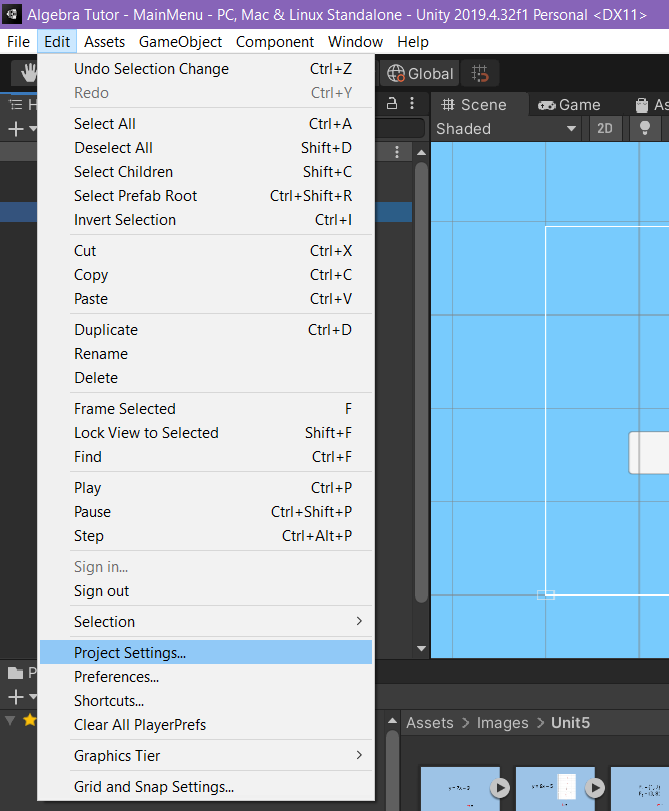 Algebra Tutor - MainMenu - PC, Mac & Linux Standalone - Unity 2019.4.32f1 Personal <DX11>
File Edit Assets GameObject Component Window Help
Undo Selection Change Ctrl+Z
Redo Ctrl+Y
Select All Ctrl+A
Deselect All Shift+D
Select Children Shift+C
Select Prefab Root Ctrl+Shift+R
Invert Selection Ctrl+I
Cut Ctrl+X
Copy Ctrl+C
Paste Ctrl+V
Duplicate Ctrl+D
Rename
Delete
Frame Selected F
Lock View to Selected Shift+F
Find Ctrl+F
Play Ctrl+P
Pause Ctrl+Shift+P
Step Ctrl+Alt+P
Sign in...
Sign out
Selection
Project Settings...
Preferences...
Shortcuts...
Clear All PlayerPrefs
Graphics Tier
Grid and Snap Settings...
Global
H
Scene Game As
Shaded 2D
P
Assets > Images > Unit5